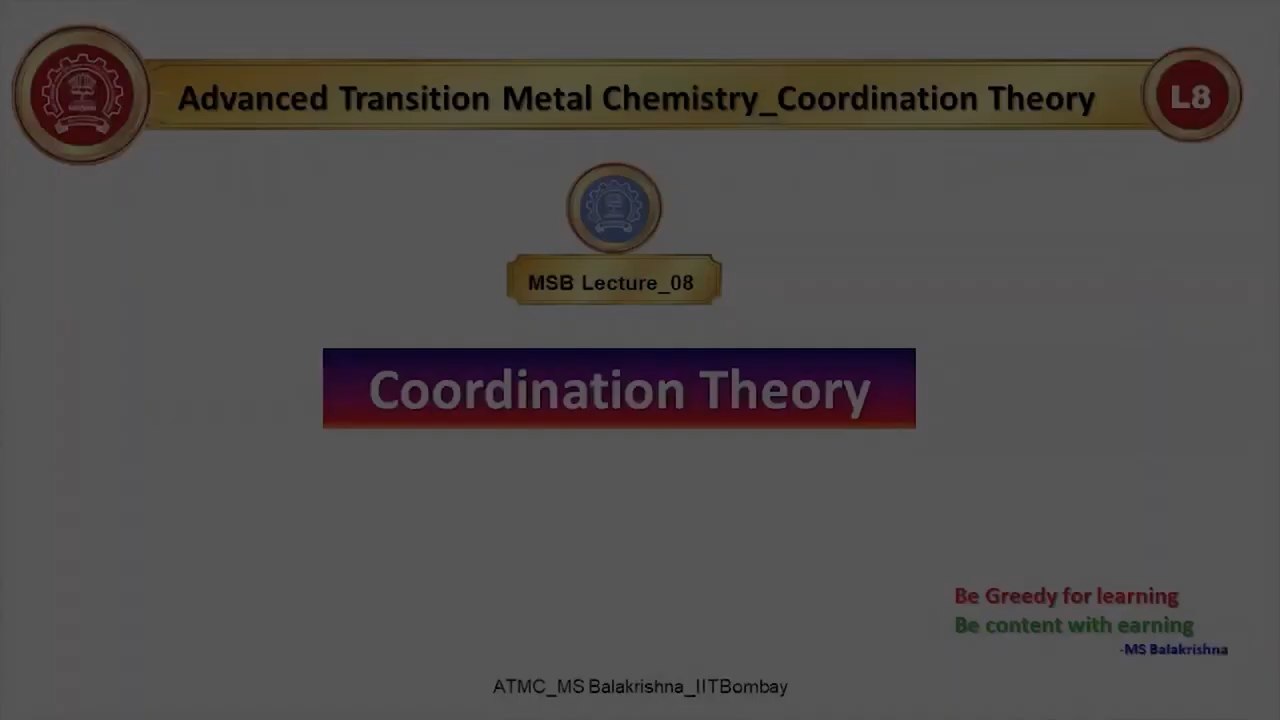 Advanced Transition Metal Chemistry_Coordination Theory
L8
MSB Lecture_08
Coordination Theory
Be Greedy for learning
Be content with earning
-MS Balakrishna
ATMC_MS Balakrishna_IITBombay